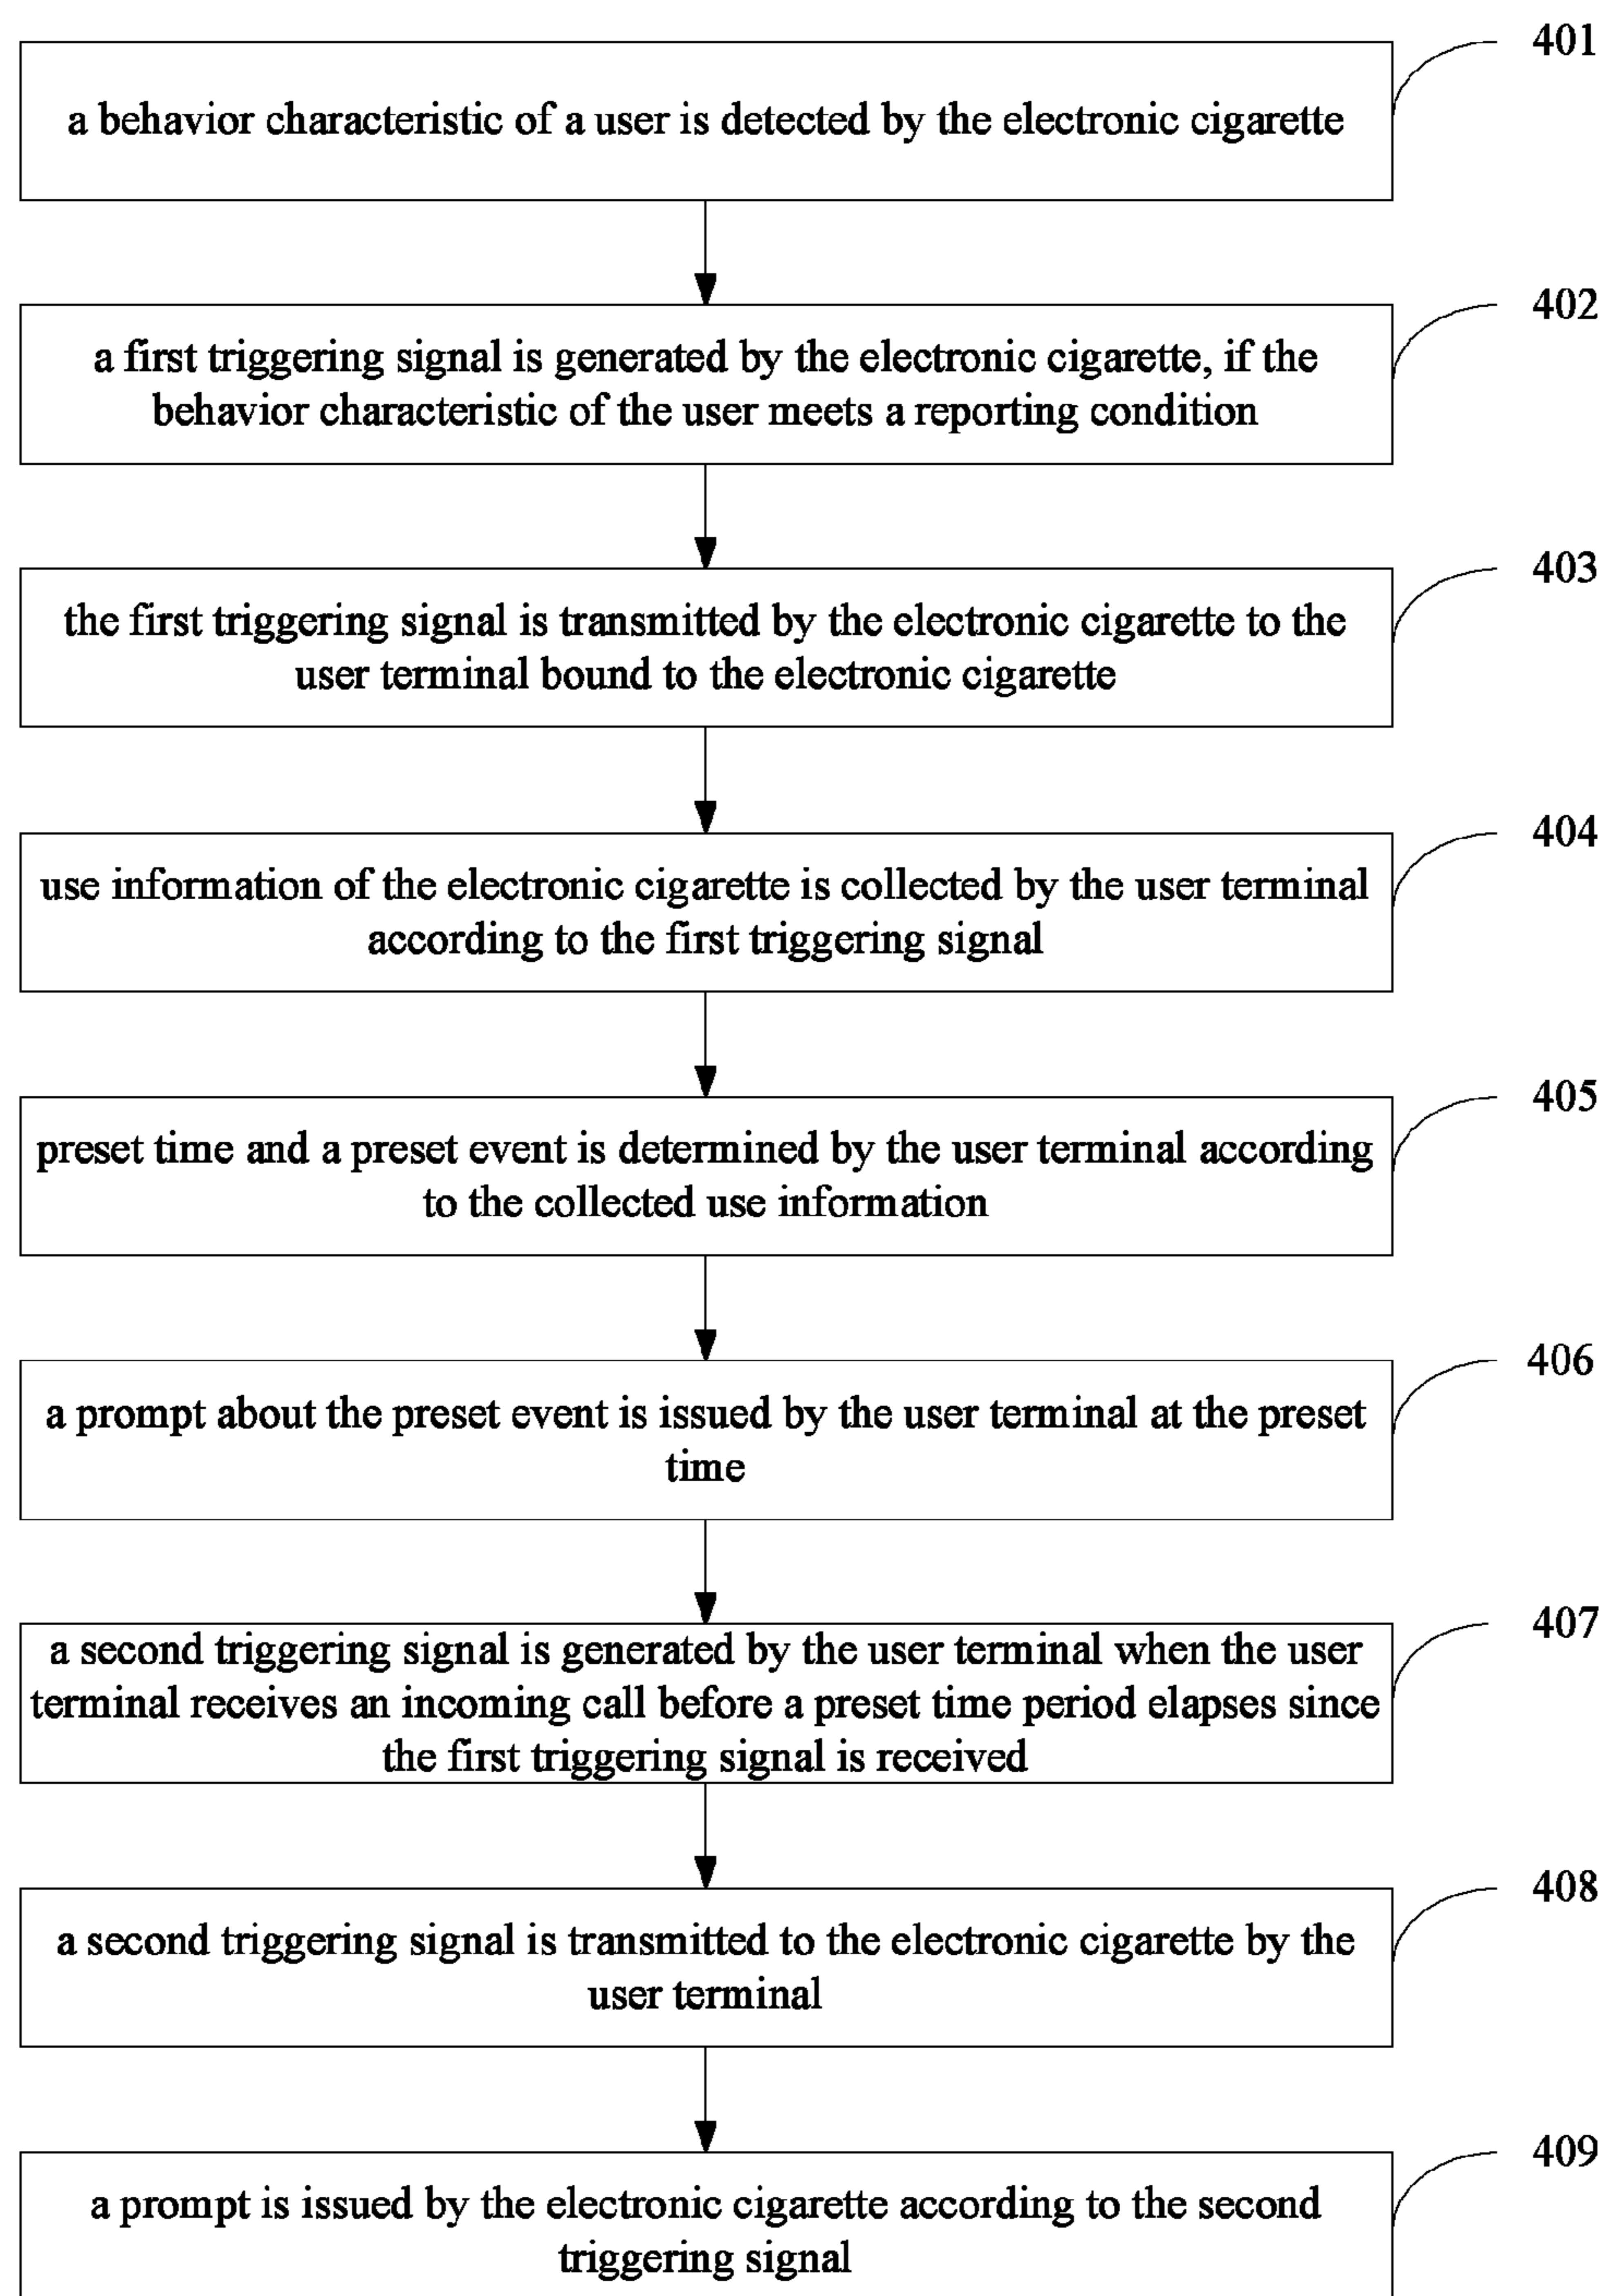 401
a behavior characteristic of a user is detected by the electronic cigarette
402
a first triggering signal is generated by the electronic cigarette, if the
behavior characteristic of the user meets a reporting condition
403
the first triggering signal is transmitted by the electronic cigarette to the
user terminal bound to the electronic cigarette
404
use information of the electronic cigarette is collected by the user terminal
according to the first triggering signal
405
preset time and a preset event is determined by the user terminal according
to the collected use information
406
a prompt about the preset event is issued by the user terminal at the preset
time
407
a second triggering signal is generated by the user terminal when the user
terminal receives an incoming call before a preset time period elapses since
the first triggering signal is received
408
a second triggering signal is transmitted to the electronic cigarette by the
user terminal
409
a prompt is issued by the electronic cigarette according to the second
triggering signal